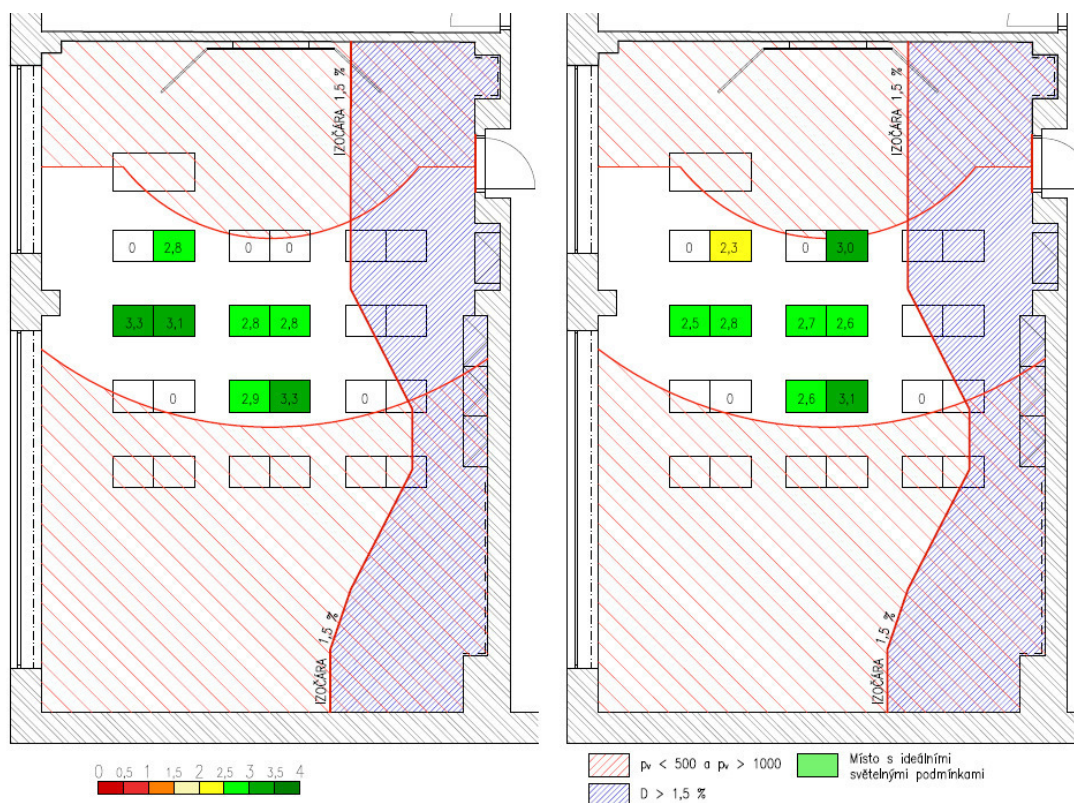 IZOČÁRA 1,5 %
0 2,8 0 0
3,3 3,1 2,8 2,8
0 2,9 3,3 0
IZOČÁRA 1,5 %
0 0,5 1 1,5 2 2,5 3 3,5 4
IZOČÁRA 1,5 %
0 2,3 0 3,0
2,5 2,8 2,7 2,6
0 2,6 3,1 0
IZOČÁRA 1,5 %
pᵥ < 500 a pᵥ > 1000
D > 1,5 %
Místo s ideálními
světelnými podmínkami